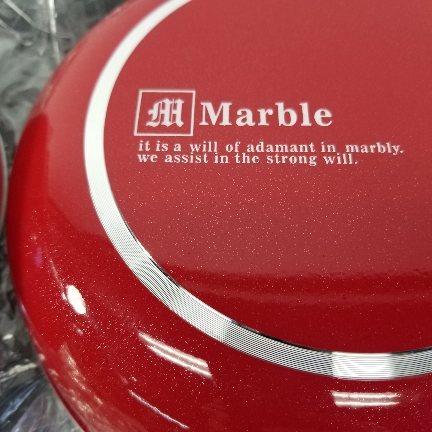 M Marble
it is a will of adamant in marbly.
we assist in the strong will.